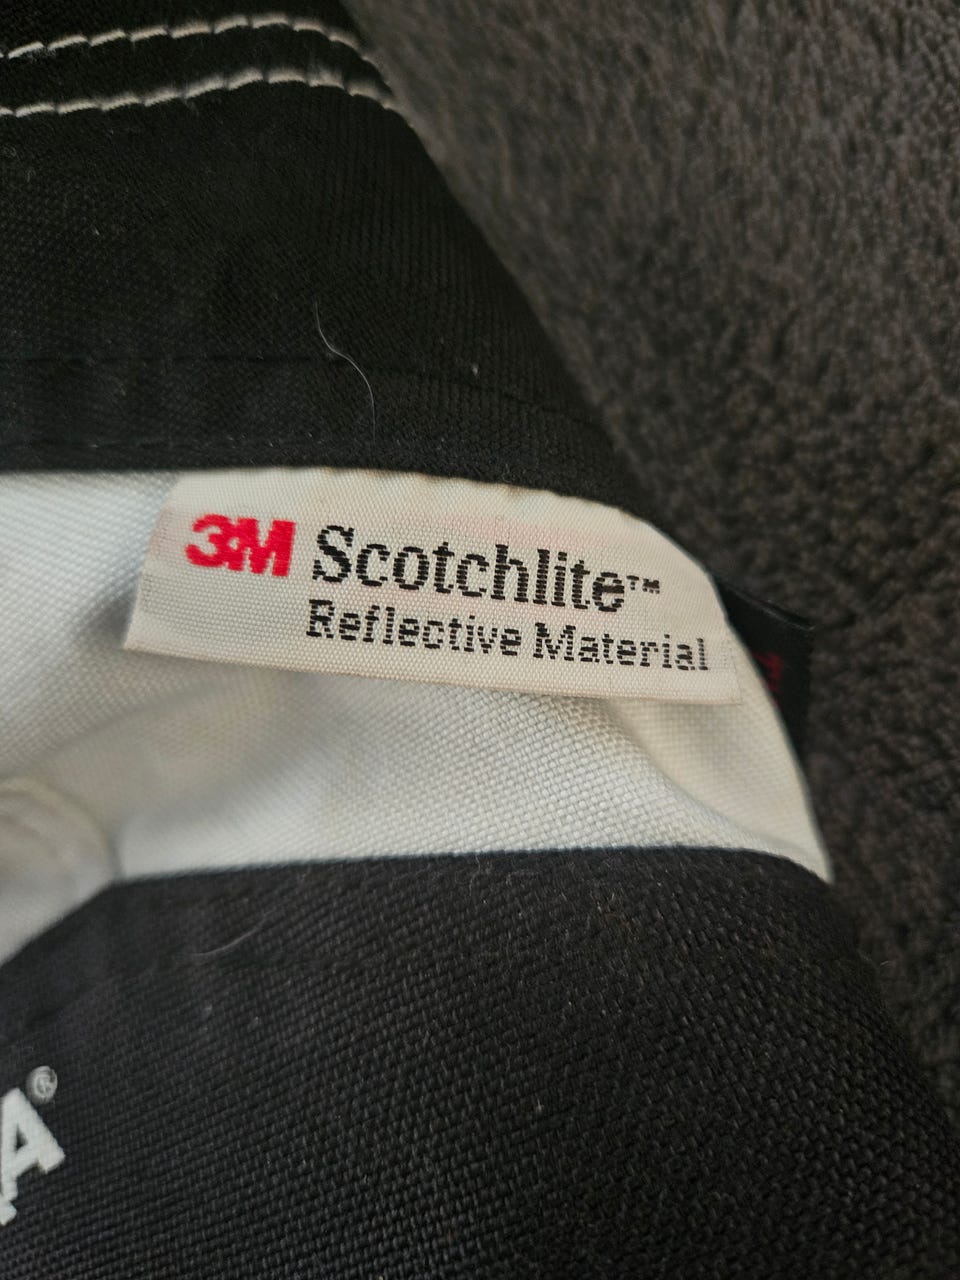 3M Scotchlite™
Reflective Material
A®